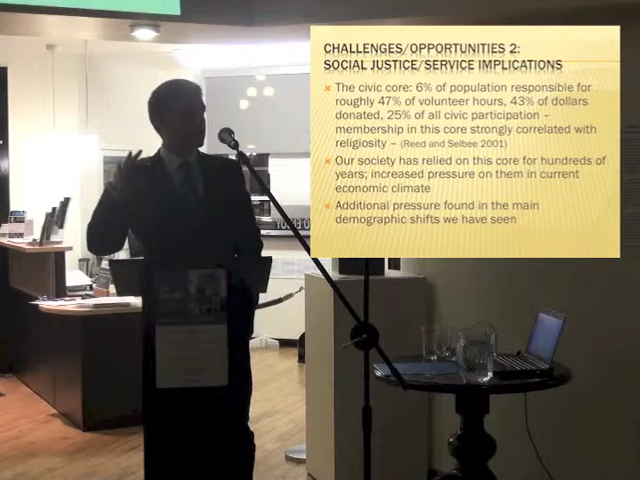 CHALLENGES/OPPORTUNITIES 2:
SOCIAL JUSTICE/SERVICE IMPLICATIONS
The civic core: 6% of population responsible for
roughly 47% of volunteer hours, 43% of dollars
donated, 25% of all civic participation –
membership in this core strongly correlated with
religiosity – (Reed and Selbee 2001)
Our society has relied on this core for hundreds of
years; increased pressure on them in current
economic climate
Additional pressure found in the main
demographic shifts we have seen